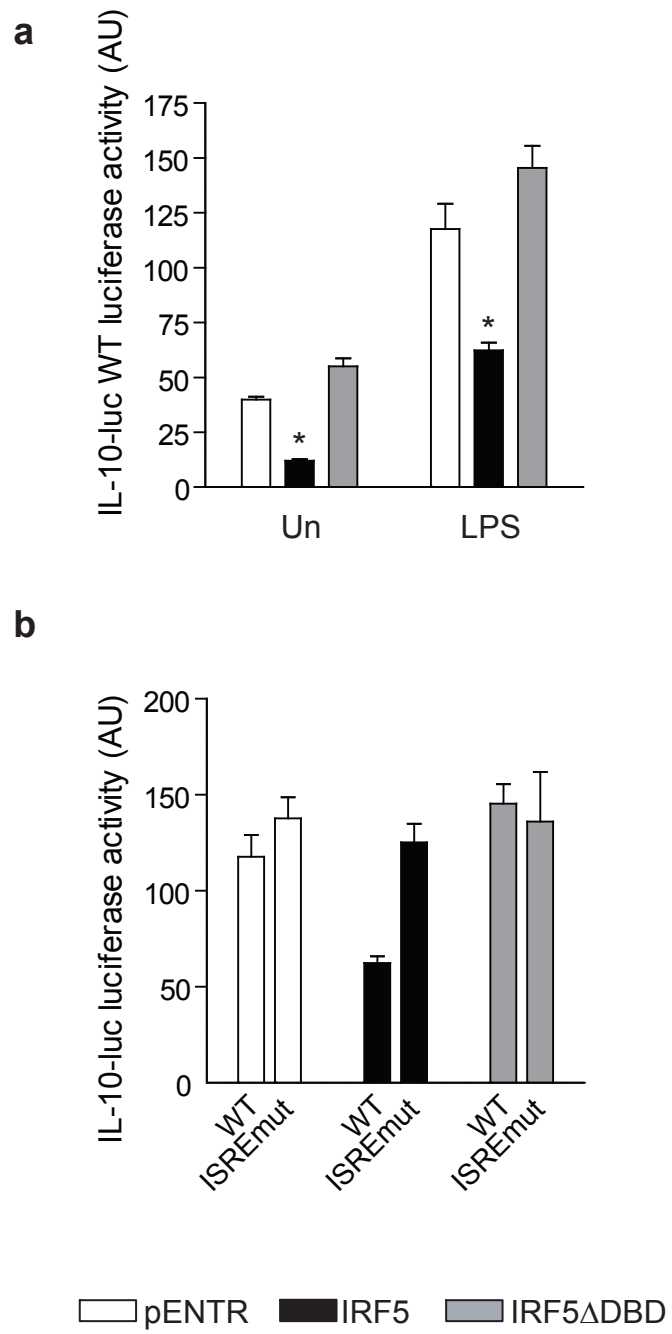 a
IL-10-luc WT luciferase activity (AU)
175
150
125
100
75
50
25
0
*
*
Un
LPS
b
IL-10-luc luciferase activity (AU)
200
150
100
50
0
WT
ISREmut
WT
ISREmut
WT
ISREmut
pENTR
IRF5
IRF5ΔDBD